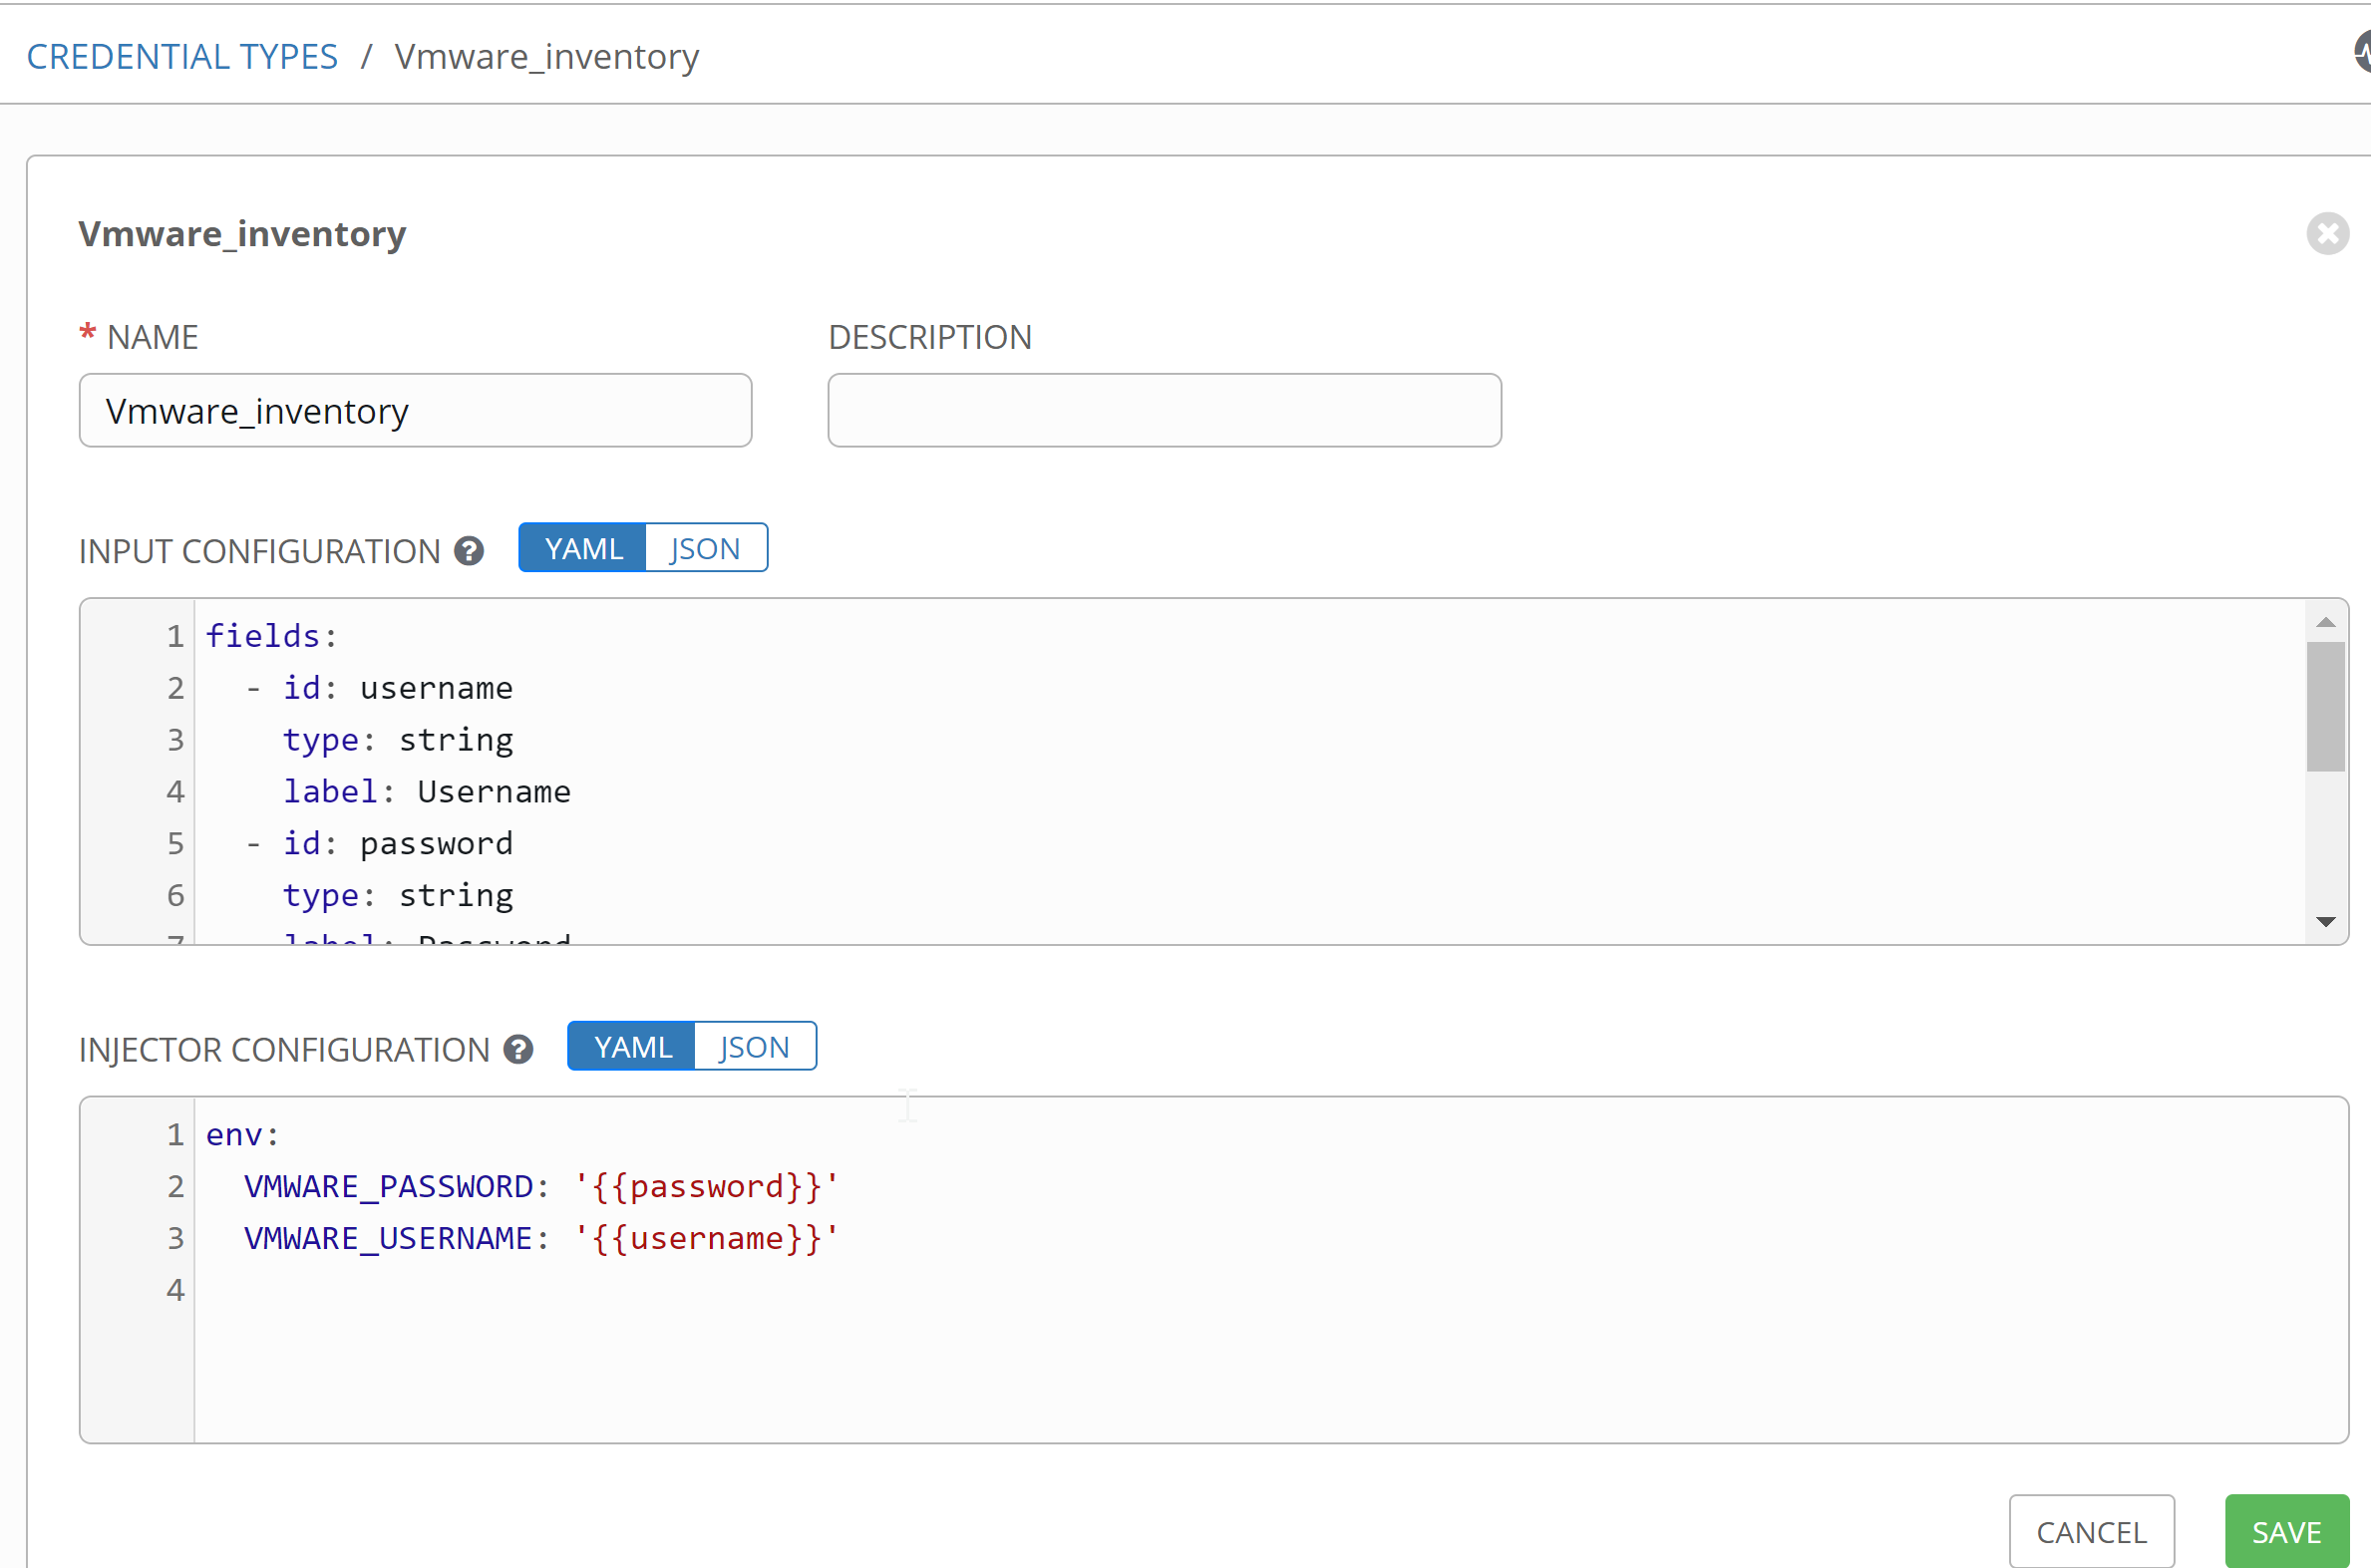 CREDENTIAL TYPES / Vmware_inventory
Vmware_inventory
* NAME
DESCRIPTION
Vmware_inventory
INPUT CONFIGURATION ? YAML JSON
1 fields:
2   - id: username
3     type: string
4     label: Username
5   - id: password
6     type: string
7     label: Password
INJECTOR CONFIGURATION ? YAML JSON
1 env:
2   VMWARE_PASSWORD: '{{password}}'
3   VMWARE_USERNAME: '{{username}}'
4
CANCEL SAVE